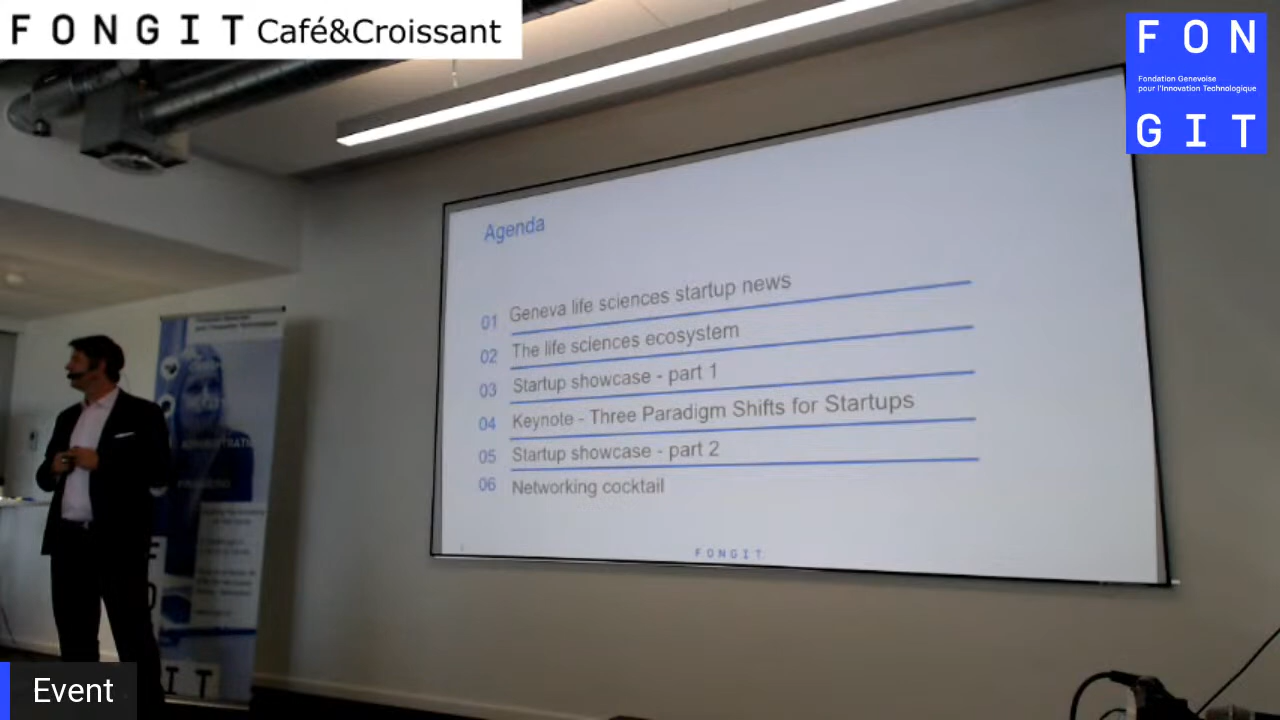 FONGIT Café&Croissant
FON
Fondation Genevoise
pour l'Innovation Technologique
GIT
Agenda
01 Geneva life sciences startup news
02 The life sciences ecosystem
03 Startup showcase - part 1
04 Keynote - Three Paradigm Shifts for Startups
05 Startup showcase - part 2
06 Networking cocktail
FONGIT
Event